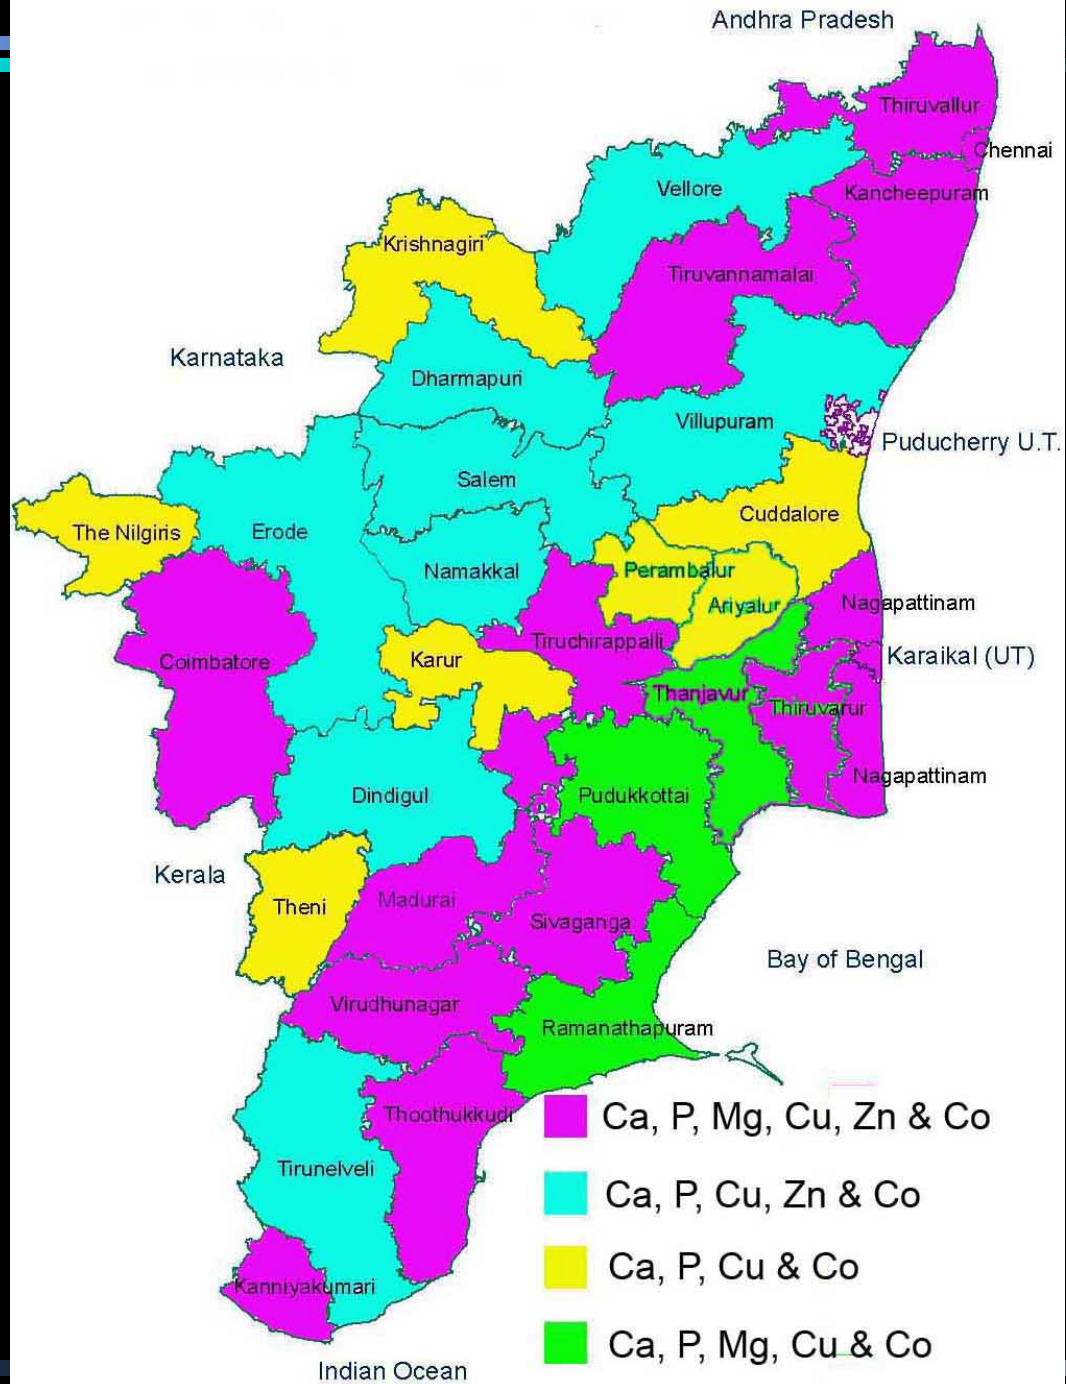 Andhra Pradesh
Thiruvallur
Chennai
Vellore
Kancheepuram
Krishnagiri
Tiruvannamalai
Karnataka
Dharmapuri
Villupuram
Puducherry U.T.
Salem
Cuddalore
The Nilgiris
Erode
Namakkal
Perambalur
Ariyalur
Nagapattinam
Tiruchirappalli
Karaikal (UT)
Karur
Coimbatore
Thanjavur
Thiruvarur
Nagapattinam
Dindigul
Pudukkottai
Kerala
Madurai
Theni
Sivaganga
Bay of Bengal
Virudhunagar
Ramanathapuram
Thoothukkudi
Ca, P, Mg, Cu, Zn & Co
Tirunelveli
Ca, P, Cu, Zn & Co
Ca, P, Cu & Co
Kanniyakumari
Ca, P, Mg, Cu & Co
Indian Ocean